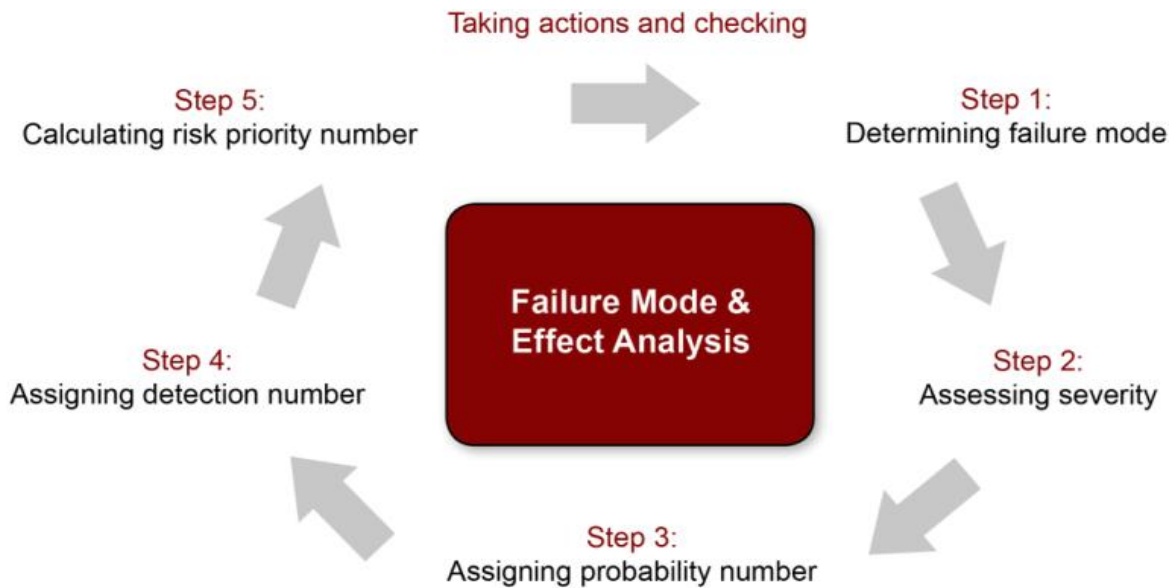 Taking actions and checking
Step 1:
Determining failure mode
Step 2:
Assessing severity
Step 3:
Assigning probability number
Step 4:
Assigning detection number
Step 5:
Calculating risk priority number
Failure Mode &
Effect Analysis